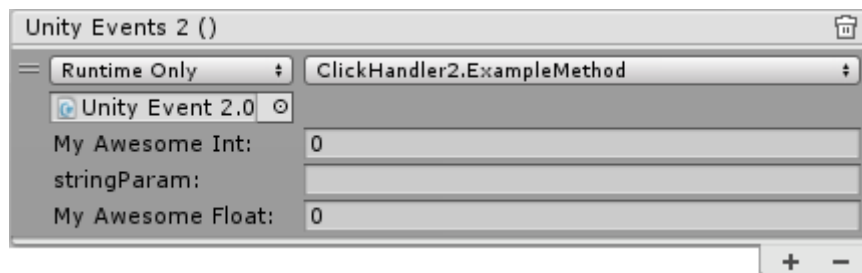 Unity Events 2 ()
Runtime Only ClickHandler2.ExampleMethod
Unity Event 2.0
My Awesome Int: 0
stringParam:
My Awesome Float: 0
+ −